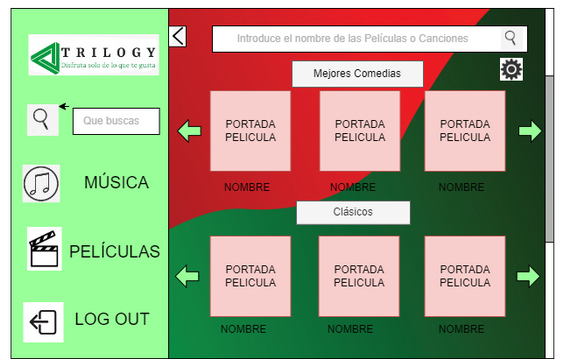 TRILOGY
Disfruta solo de lo que te gusta
Que buscas
MÚSICA
PELÍCULAS
LOG OUT
Introduce el nombre de las Películas o Canciones
Mejores Comedias
PORTADA PELICULA
PORTADA PELICULA
PORTADA PELICULA
NOMBRE
NOMBRE
NOMBRE
Clásicos
PORTADA PELICULA
PORTADA PELICULA
PORTADA PELICULA
NOMBRE
NOMBRE
NOMBRE